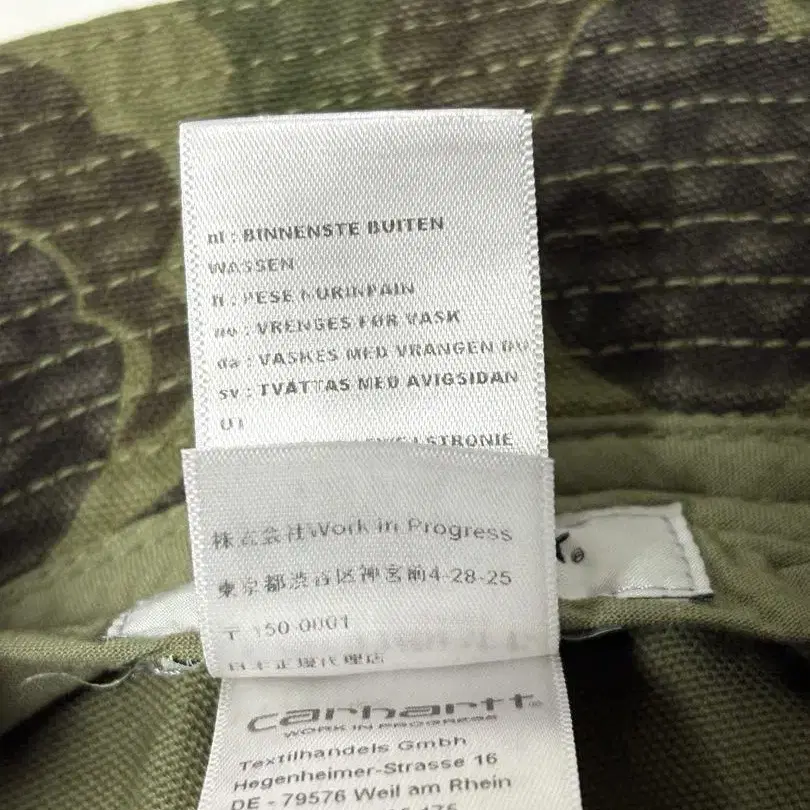 nl : BINNENSTE BUITEN
WASSEN
fi : PESE NURINPAIN
no : VRENGES FØR VASK
da : VASKES MED VRANGEN UD
sv : TVÄTTAS MED AVIGSIDAN
UT
STRONIE
株式会社Work in Progress
東京都渋谷区神宮前4-28-25
〒150 0001
日本正規代理店
carhartt®
WORK IN PROGRESS
Textilhandels GmbH
Hegenheimer-Strasse 16
DE - 79576 Weil am Rhein